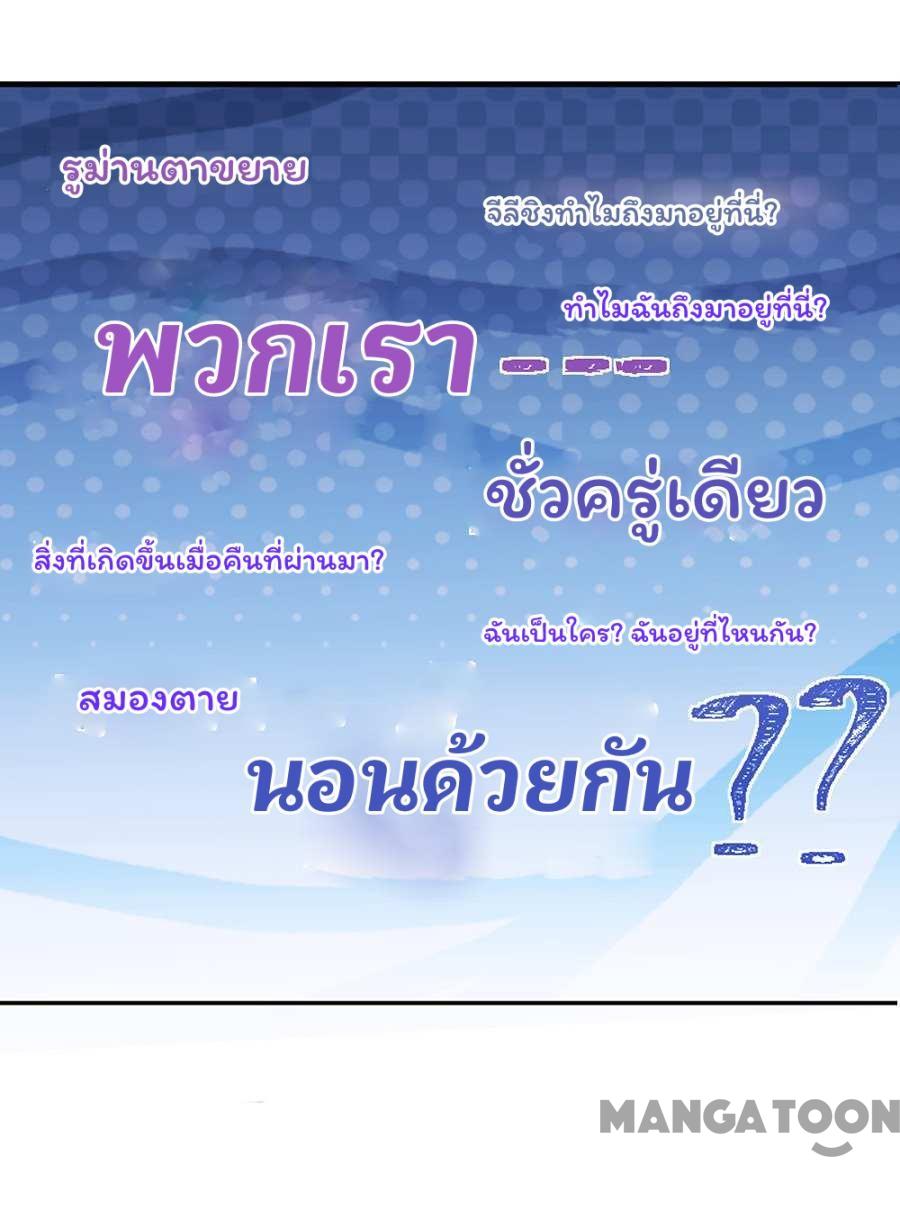 รูม่านตาขยาย
จีลีชิงทำไมถึงมาอยู่ที่นี่?
ทำไมฉันถึงมาอยู่ที่นี่?
พวกเรา---
ชั่วครู่เดียว
สิ่งที่เกิดขึ้นเมื่อคืนที่ผ่านมา?
ฉันเป็นใคร? ฉันอยู่ที่ไหนกัน?
สมองตาย
นอนด้วยกัน??
MANGATOON